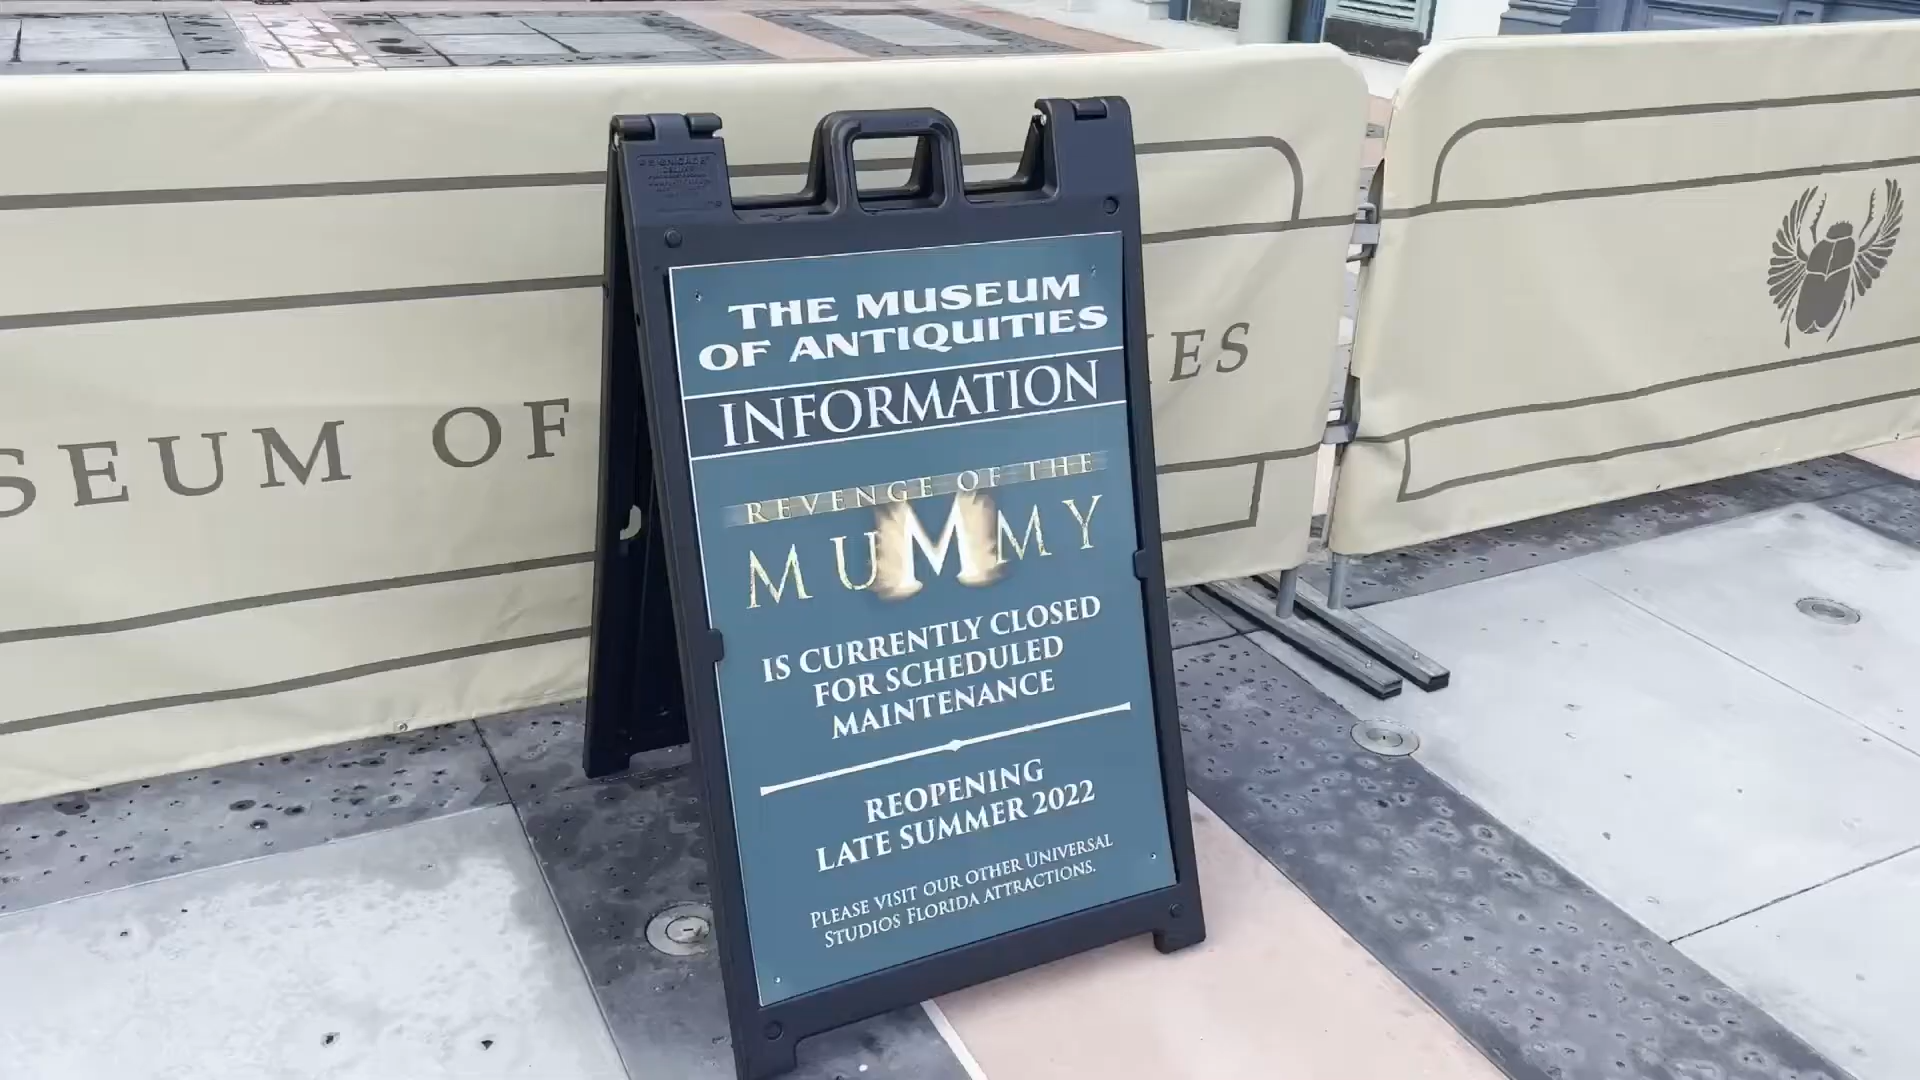 THE MUSEUM
OF ANTIQUITIES
INFORMATION
REVENGE OF THE
MUMMY
IS CURRENTLY CLOSED
FOR SCHEDULED
MAINTENANCE
REOPENING
LATE SUMMER 2022
PLEASE VISIT OUR OTHER UNIVERSAL
STUDIOS FLORIDA ATTRACTIONS.
SEUM OF
IES